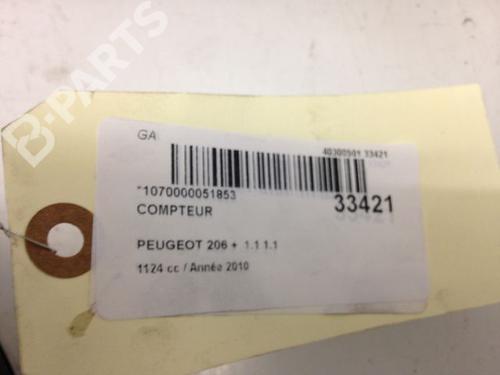 B-PARTS
GA
40300501 33421
*1070000051853
COMPTEUR
33421
PEUGEOT 206 + 1.1 1.1
1124 cc / Année 2010